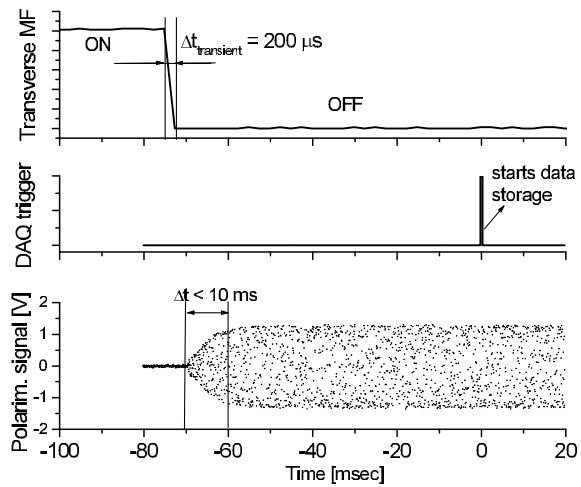 Transverse MF
ON
Δt_transient = 200 μs
OFF
DAQ trigger
starts data
storage
Polarim. signal [V]
Δt < 10 ms
2
1
0
-1
-2
-100 -80 -60 -40 -20 0 20
Time [msec]